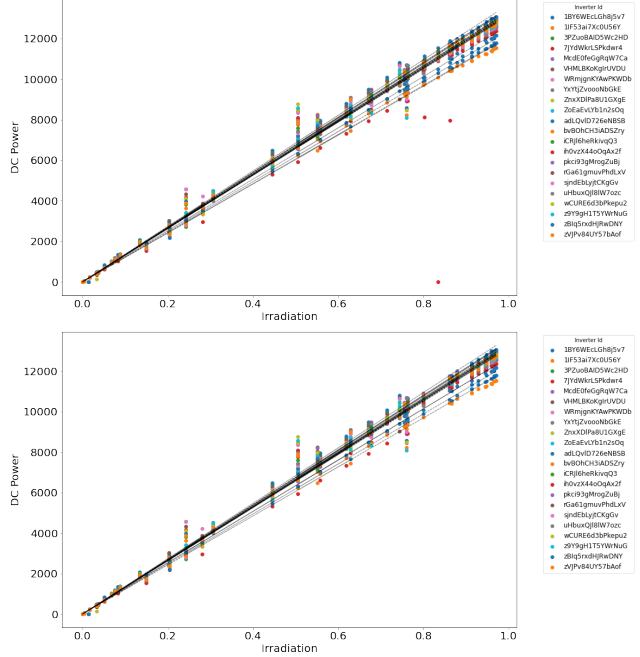 Inverter Id
1BY6WEcLGh8j5v7
1IF53ai7Xc0U56Y
3PZuoBAID5Wc2HD
7JYdWkrLSPkdwr4
McdE0feGgRqW7Ca
VHMLBKoKgIrUVDU
WRmjgnKYAwPKWDb
YxYtjZvoooNbGkE
ZnxXDlPa8U1GXgE
ZoEaEvLYb1n2sOq
adLQvlD726eNBSB
bvBOhCH3iADSZry
iCRJl6heRkivqQ3
ih0vzX44oOqAx2f
pkci93gMrogZuBj
rGa61gmuvPhdLxV
sjndEbLyjtCKgGv
uHbuxQJl8lW7ozc
wCURE6d3bPkepu2
z9Y9gH1T5YWrNuG
zBIq5rxdHJRwDNY
zVJPv84UY57bAof
12000
10000
8000
6000
4000
2000
0
DC Power
0.0 0.2 0.4 0.6 0.8 1.0
Irradiation
Inverter Id
1BY6WEcLGh8j5v7
1IF53ai7Xc0U56Y
3PZuoBAID5Wc2HD
7JYdWkrLSPkdwr4
McdE0feGgRqW7Ca
VHMLBKoKgIrUVDU
WRmjgnKYAwPKWDb
YxYtjZvoooNbGkE
ZnxXDlPa8U1GXgE
ZoEaEvLYb1n2sOq
adLQvlD726eNBSB
bvBOhCH3iADSZry
iCRJl6heRkivqQ3
ih0vzX44oOqAx2f
pkci93gMrogZuBj
rGa61gmuvPhdLxV
sjndEbLyjtCKgGv
uHbuxQJl8lW7ozc
wCURE6d3bPkepu2
z9Y9gH1T5YWrNuG
zBIq5rxdHJRwDNY
zVJPv84UY57bAof
12000
10000
8000
6000
4000
2000
0
DC Power
0.0 0.2 0.4 0.6 0.8 1.0
Irradiation